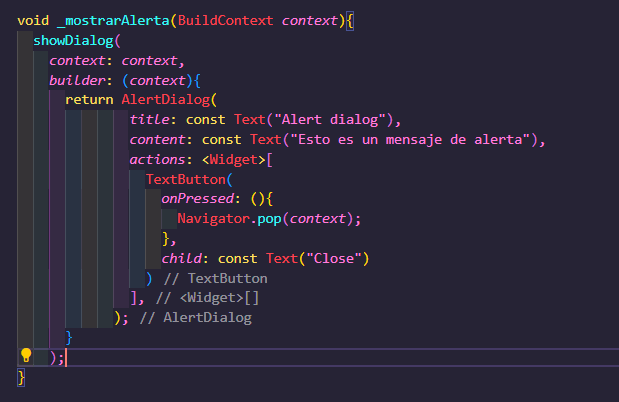 void _mostrarAlerta(BuildContext context){
showDialog(
context: context,
builder: (context){
return AlertDialog(
title: const Text("Alert dialog"),
content: const Text("Esto es un mensaje de alerta"),
actions: <Widget>[
TextButton(
onPressed: (){
Navigator.pop(context);
},
child: const Text("Close")
) // TextButton
], // <Widget>[]
); // AlertDialog
}
);
}